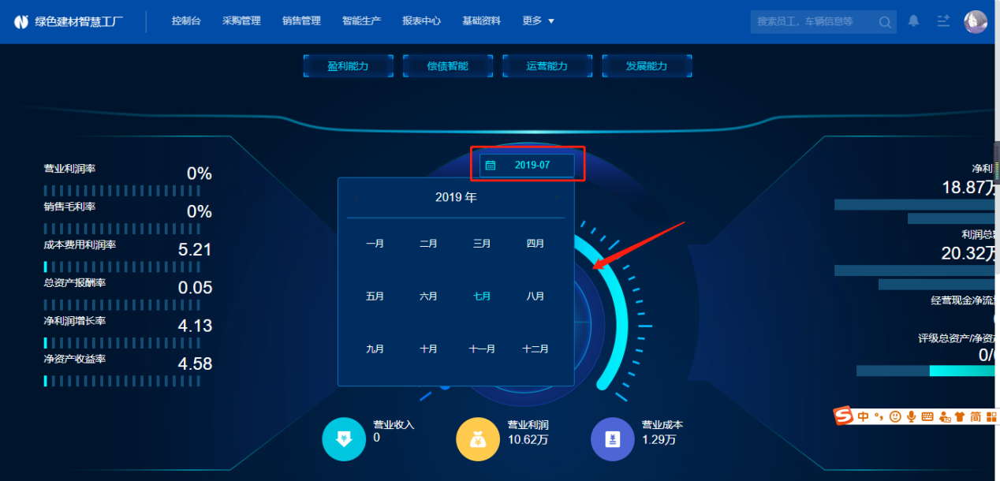 绿色建材智慧工厂
控制台 采购管理 销售管理 智能生产 报表中心 基础资料 更多
搜索员工，车辆信息等
盈利能力 偿债智能 运营能力 发展能力
营业利润率 0%
销售毛利率 0%
成本费用利润率 5.21
总资产报酬率 0.05
净利润增长率 4.13
净资产收益率 4.58
2019-07
2019 年
一月 二月 三月 四月
五月 六月 七月 八月
九月 十月 十一月 十二月
净利
18.87万
利润总
20.32万
经营现金净流
评级总资产/净资
0/
营业收入
0
营业利润
10.62万
营业成本
1.29万
S 中 简